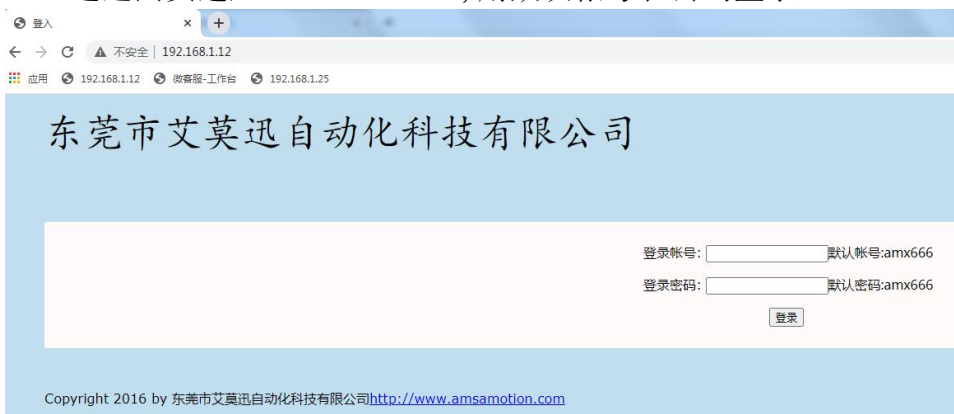 登入
不安全 | 192.168.1.12
应用 192.168.1.12 微客服-工作台 192.168.1.25
东莞市艾莫迅自动化科技有限公司
登录帐号: 默认帐号:amx666
登录密码: 默认密码:amx666
登录
Copyright 2016 by 东莞市艾莫迅自动化科技有限公司http://www.amsamotion.com